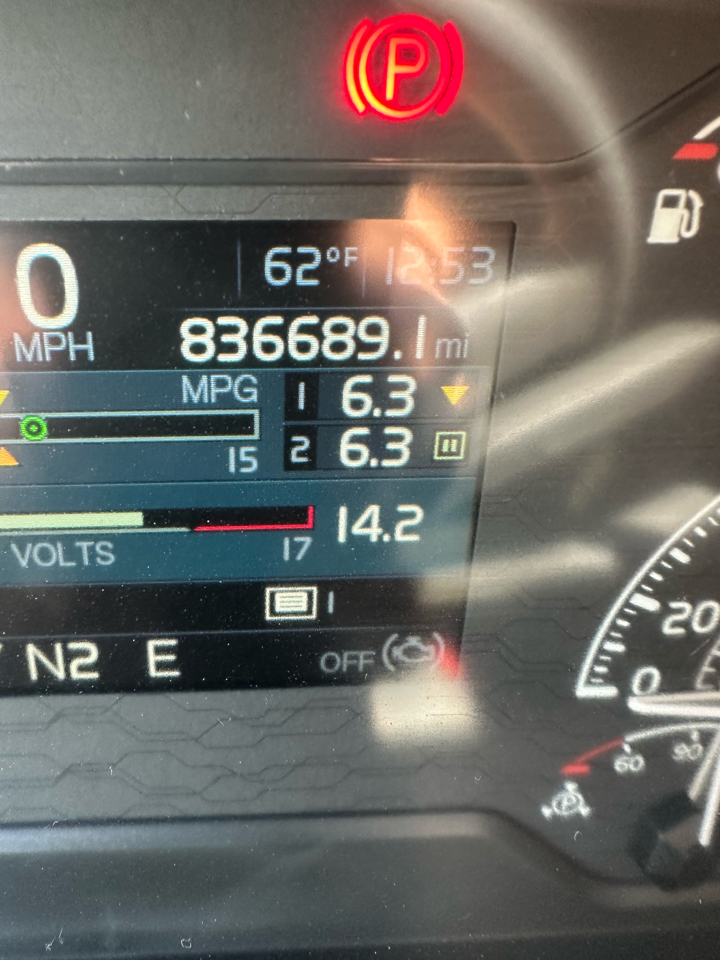 P
0 62°F 12:53
MPH 836689.1 mi
MPG 1 6.3
15 2 6.3
14.2
VOLTS 17
1
N2 E OFF
20
0
60 90
P